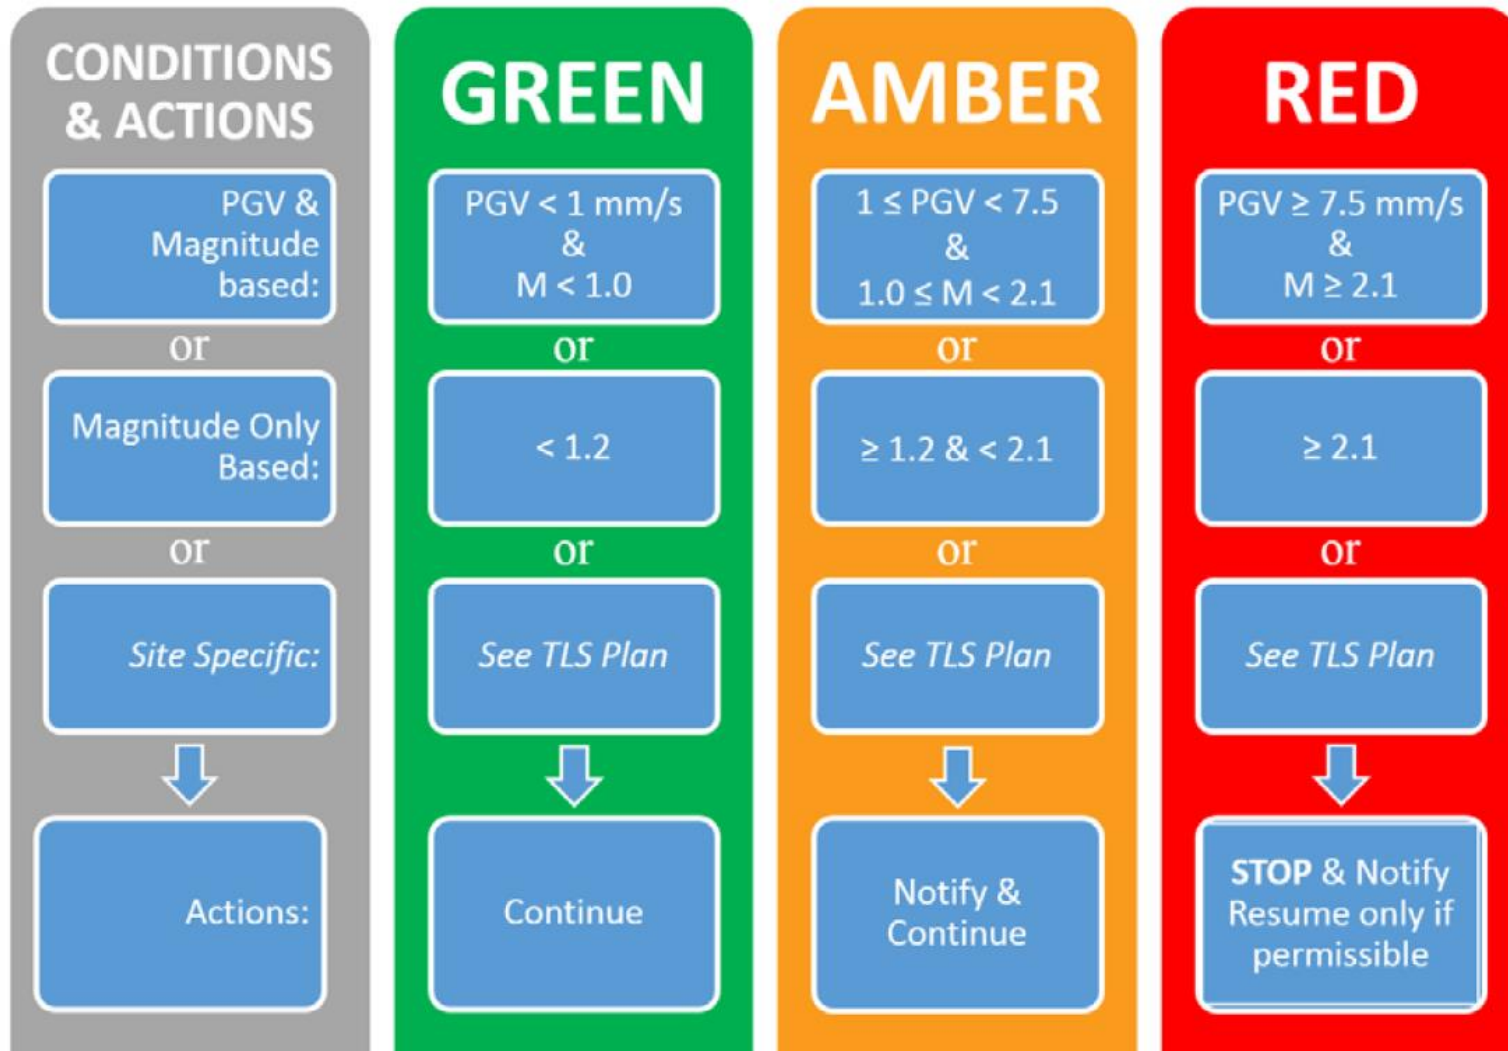 CONDITIONS
& ACTIONS
PGV &
Magnitude
based:
or
Magnitude Only
Based:
or
Site Specific:
Actions:
GREEN
PGV < 1 mm/s
&
M < 1.0
or
< 1.2
or
See TLS Plan
Continue
AMBER
1 ≤ PGV < 7.5
&
1.0 ≤ M < 2.1
or
≥ 1.2 & < 2.1
or
See TLS Plan
Notify &
Continue
RED
PGV ≥ 7.5 mm/s
&
M ≥ 2.1
or
≥ 2.1
or
See TLS Plan
STOP & Notify
Resume only if
permissible